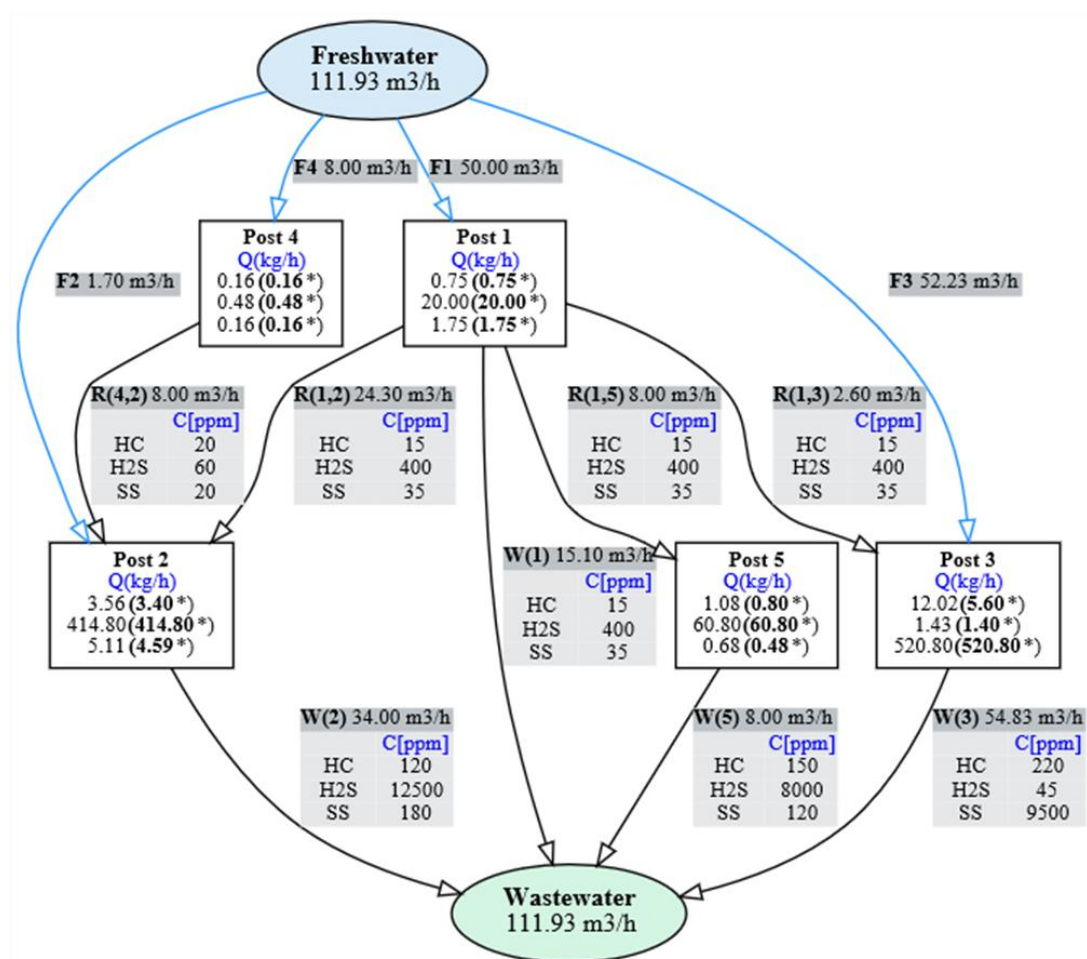 Freshwater
111.93 m3/h
F4 8.00 m3/h
F1 50.00 m3/h
F2 1.70 m3/h
F3 52.23 m3/h
Post 4
Q(kg/h)
0.16(0.16*)
0.48(0.48*)
0.16(0.16*)
Post 1
Q(kg/h)
0.75(0.75*)
20.00(20.00*)
1.75(1.75*)
R(4,2) 8.00 m3/h
C[ppm]
HC 20
H2S 60
SS 20
R(1,2) 24.30 m3/h
C[ppm]
HC 15
H2S 400
SS 35
R(1,5) 8.00 m3/h
C[ppm]
HC 15
H2S 400
SS 35
R(1,3) 2.60 m3/h
C[ppm]
HC 15
H2S 400
SS 35
Post 2
Q(kg/h)
3.56(3.40*)
414.80(414.80*)
5.11(4.59*)
W(1) 15.10 m3/h
C[ppm]
HC 15
H2S 400
SS 35
Post 5
Q(kg/h)
1.08(0.80*)
60.80(60.80*)
0.68(0.48*)
Post 3
Q(kg/h)
12.02(5.60*)
1.43(1.40*)
520.80(520.80*)
W(2) 34.00 m3/h
C[ppm]
HC 120
H2S 12500
SS 180
W(5) 8.00 m3/h
C[ppm]
HC 150
H2S 8000
SS 120
W(3) 54.83 m3/h
C[ppm]
HC 220
H2S 45
SS 9500
Wastewater
111.93 m3/h